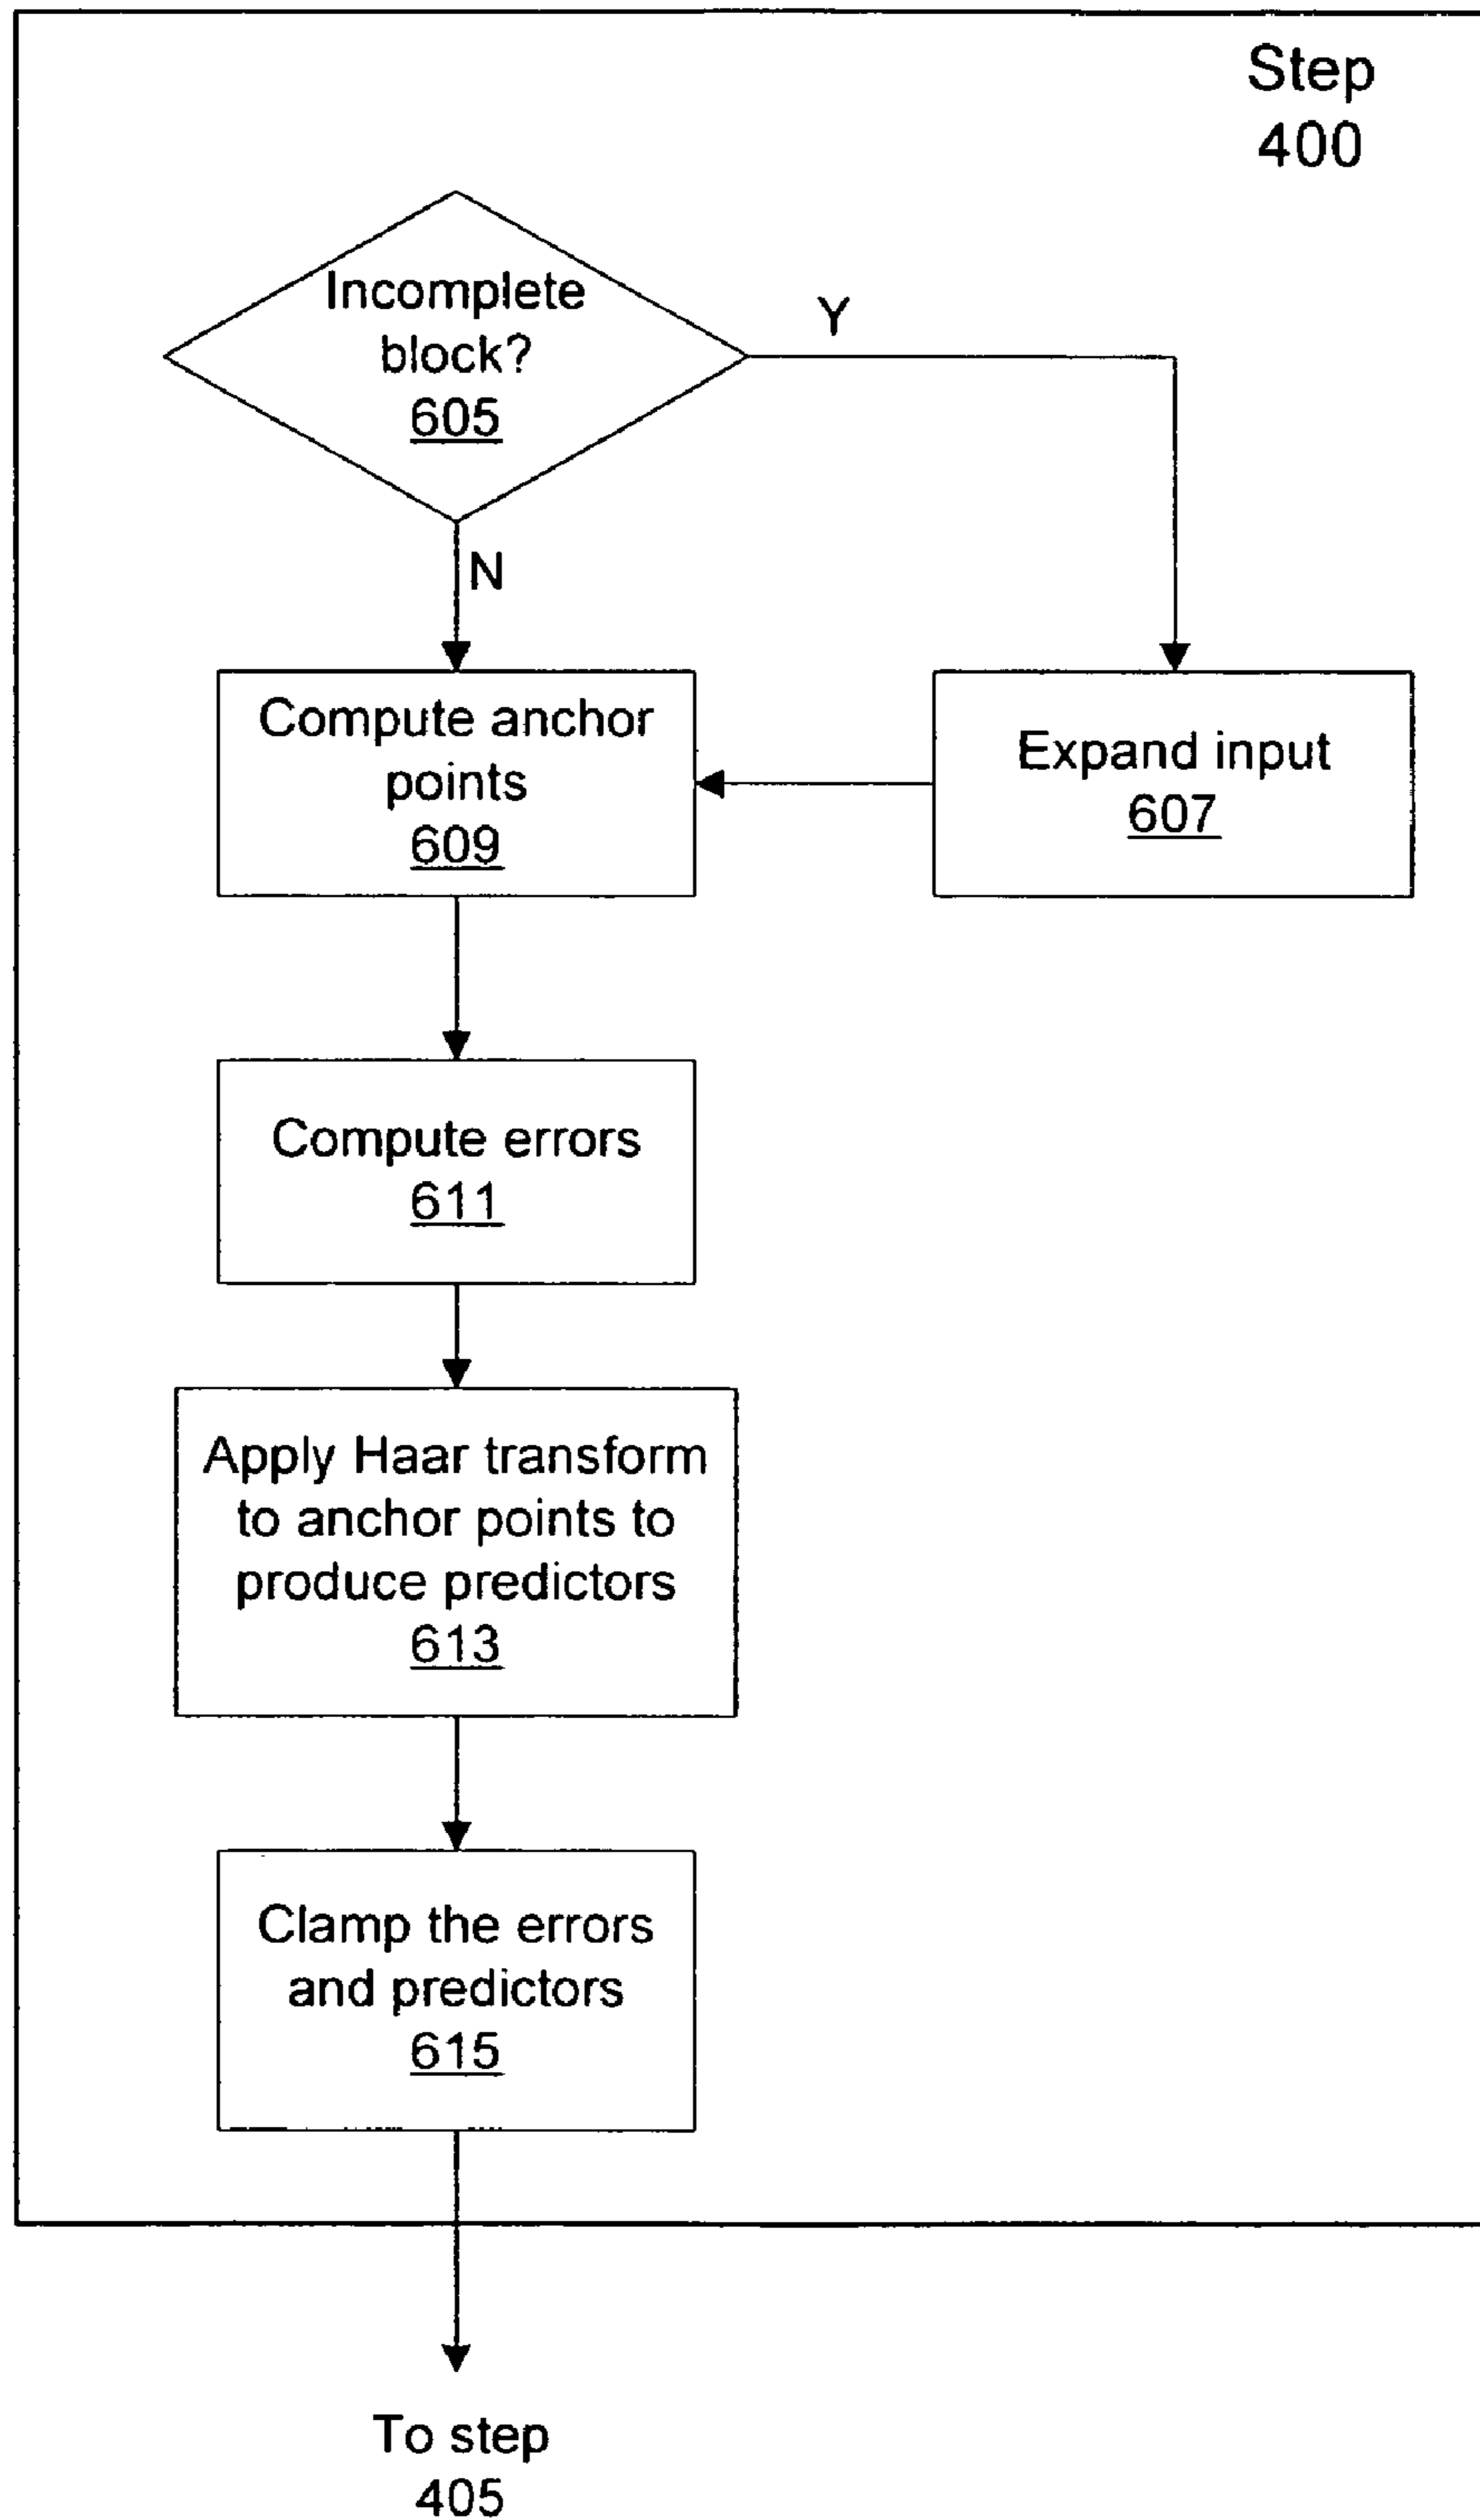 Step
400
Incomplete
block?
605
Y
N
Compute anchor
points
609
Expand input
607
Compute errors
611
Apply Haar transform
to anchor points to
produce predictors
613
Clamp the errors
and predictors
615
To step
405